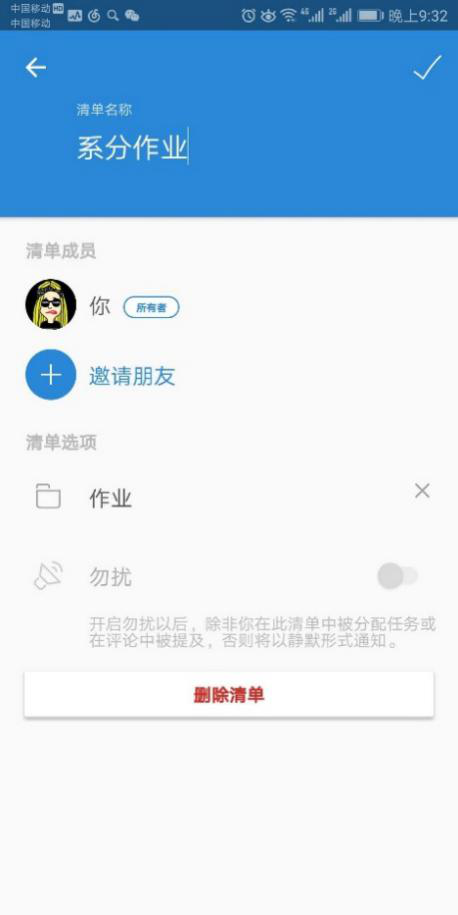 中国移动HD
中国移动
4G 2G 晚上9:32
清单名称
系分作业
清单成员
你 所有者
邀请朋友
清单选项
作业
勿扰
开启勿扰以后，除非你在此清单中被分配任务或
在评论中被提及，否则将以静默形式通知。
删除清单